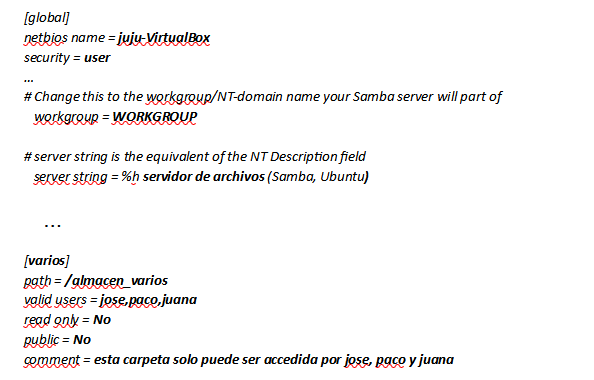 [global]
netbios name = juju-VirtualBox
security = user
...
# Change this to the workgroup/NT-domain name your Samba server will part of
workgroup = WORKGROUP
# server string is the equivalent of the NT Description field
server string = %h servidor de archivos (Samba, Ubuntu)
...
[varios]
path = /almacen_varios
valid users = jose,paco,juana
read only = No
public = No
comment = esta carpeta solo puede ser accedida por jose, paco y juana